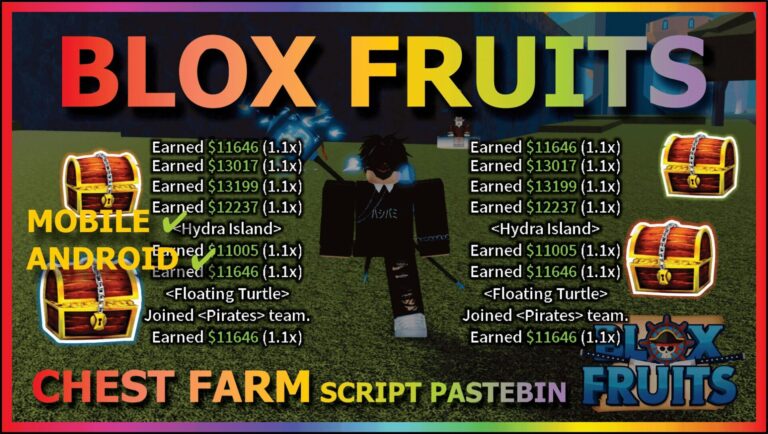 BLOX FRUITS
Earned $11646 (1.1x)
Earned $13017 (1.1x)
Earned $13199 (1.1x)
Earned $12237 (1.1x)
<Hydra Island>
Earned $11005 (1.1x)
Earned $11646 (1.1x)
<Floating Turtle>
Joined <Pirates> team.
Earned $11646 (1.1x)
MOBILE ✓
ANDROID ✓
ハシバミ
Earned $11646 (1.1x)
Earned $13017 (1.1x)
Earned $13199 (1.1x)
Earned $12237 (1.1x)
<Hydra Island>
Earned $11005 (1.1x)
Earned $11646 (1.1x)
<Floating Turtle>
Joined <Pirates> team.
Earned $11646 (1.1x)
BLOX
FRUITS
CHEST FARM SCRIPT PASTEBIN